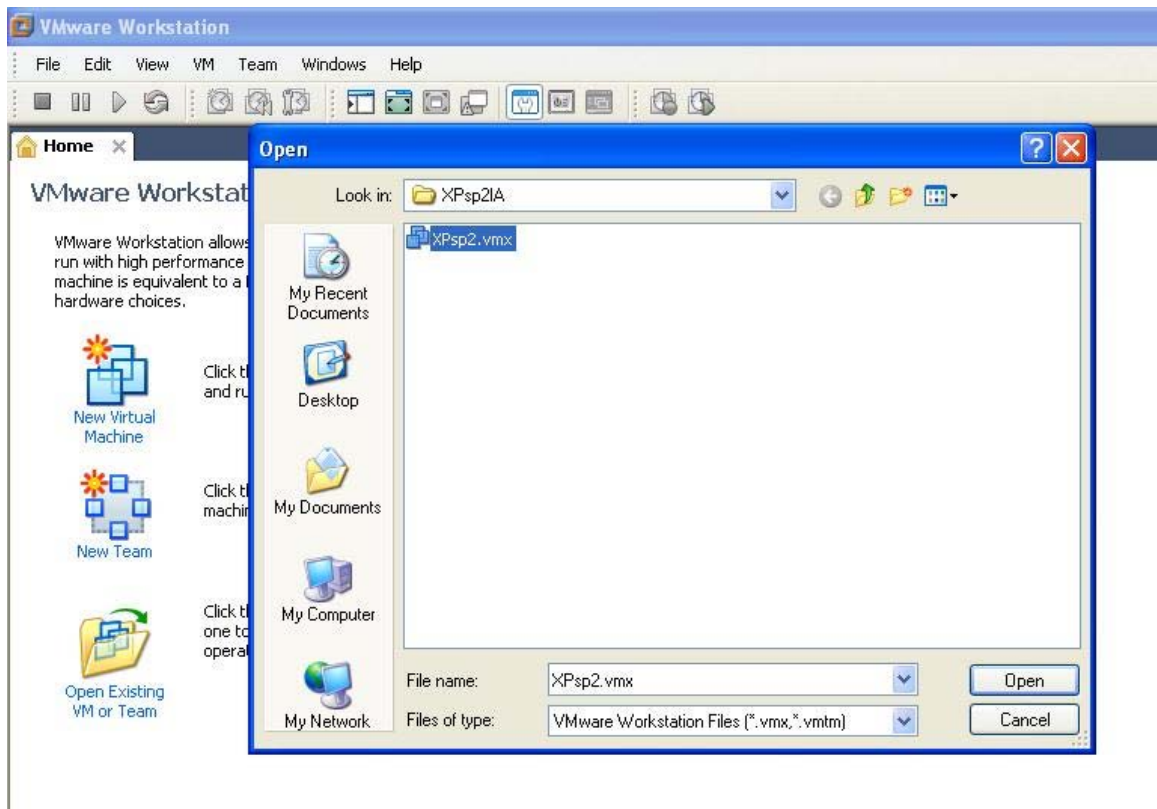 VMware Workstation
File Edit View VM Team Windows Help
Home
Open
VMware Workstat
Look in: XPsp2IA
VMware Workstation allows
run with high perf
machine is equivalent to a
hardware choices.
XPsp2.vmx
My Recent
Documents
Click t
and ru
Desktop
New Virtual
Machine
Click t
machin
My Documents
New Team
Click t
one to
operat
My Computer
Open Existing
VM or Team
My Network
File name: XPsp2.vmx Open
Files of type: VMware Workstation Files (*.vmx,*.vmtm) Cancel